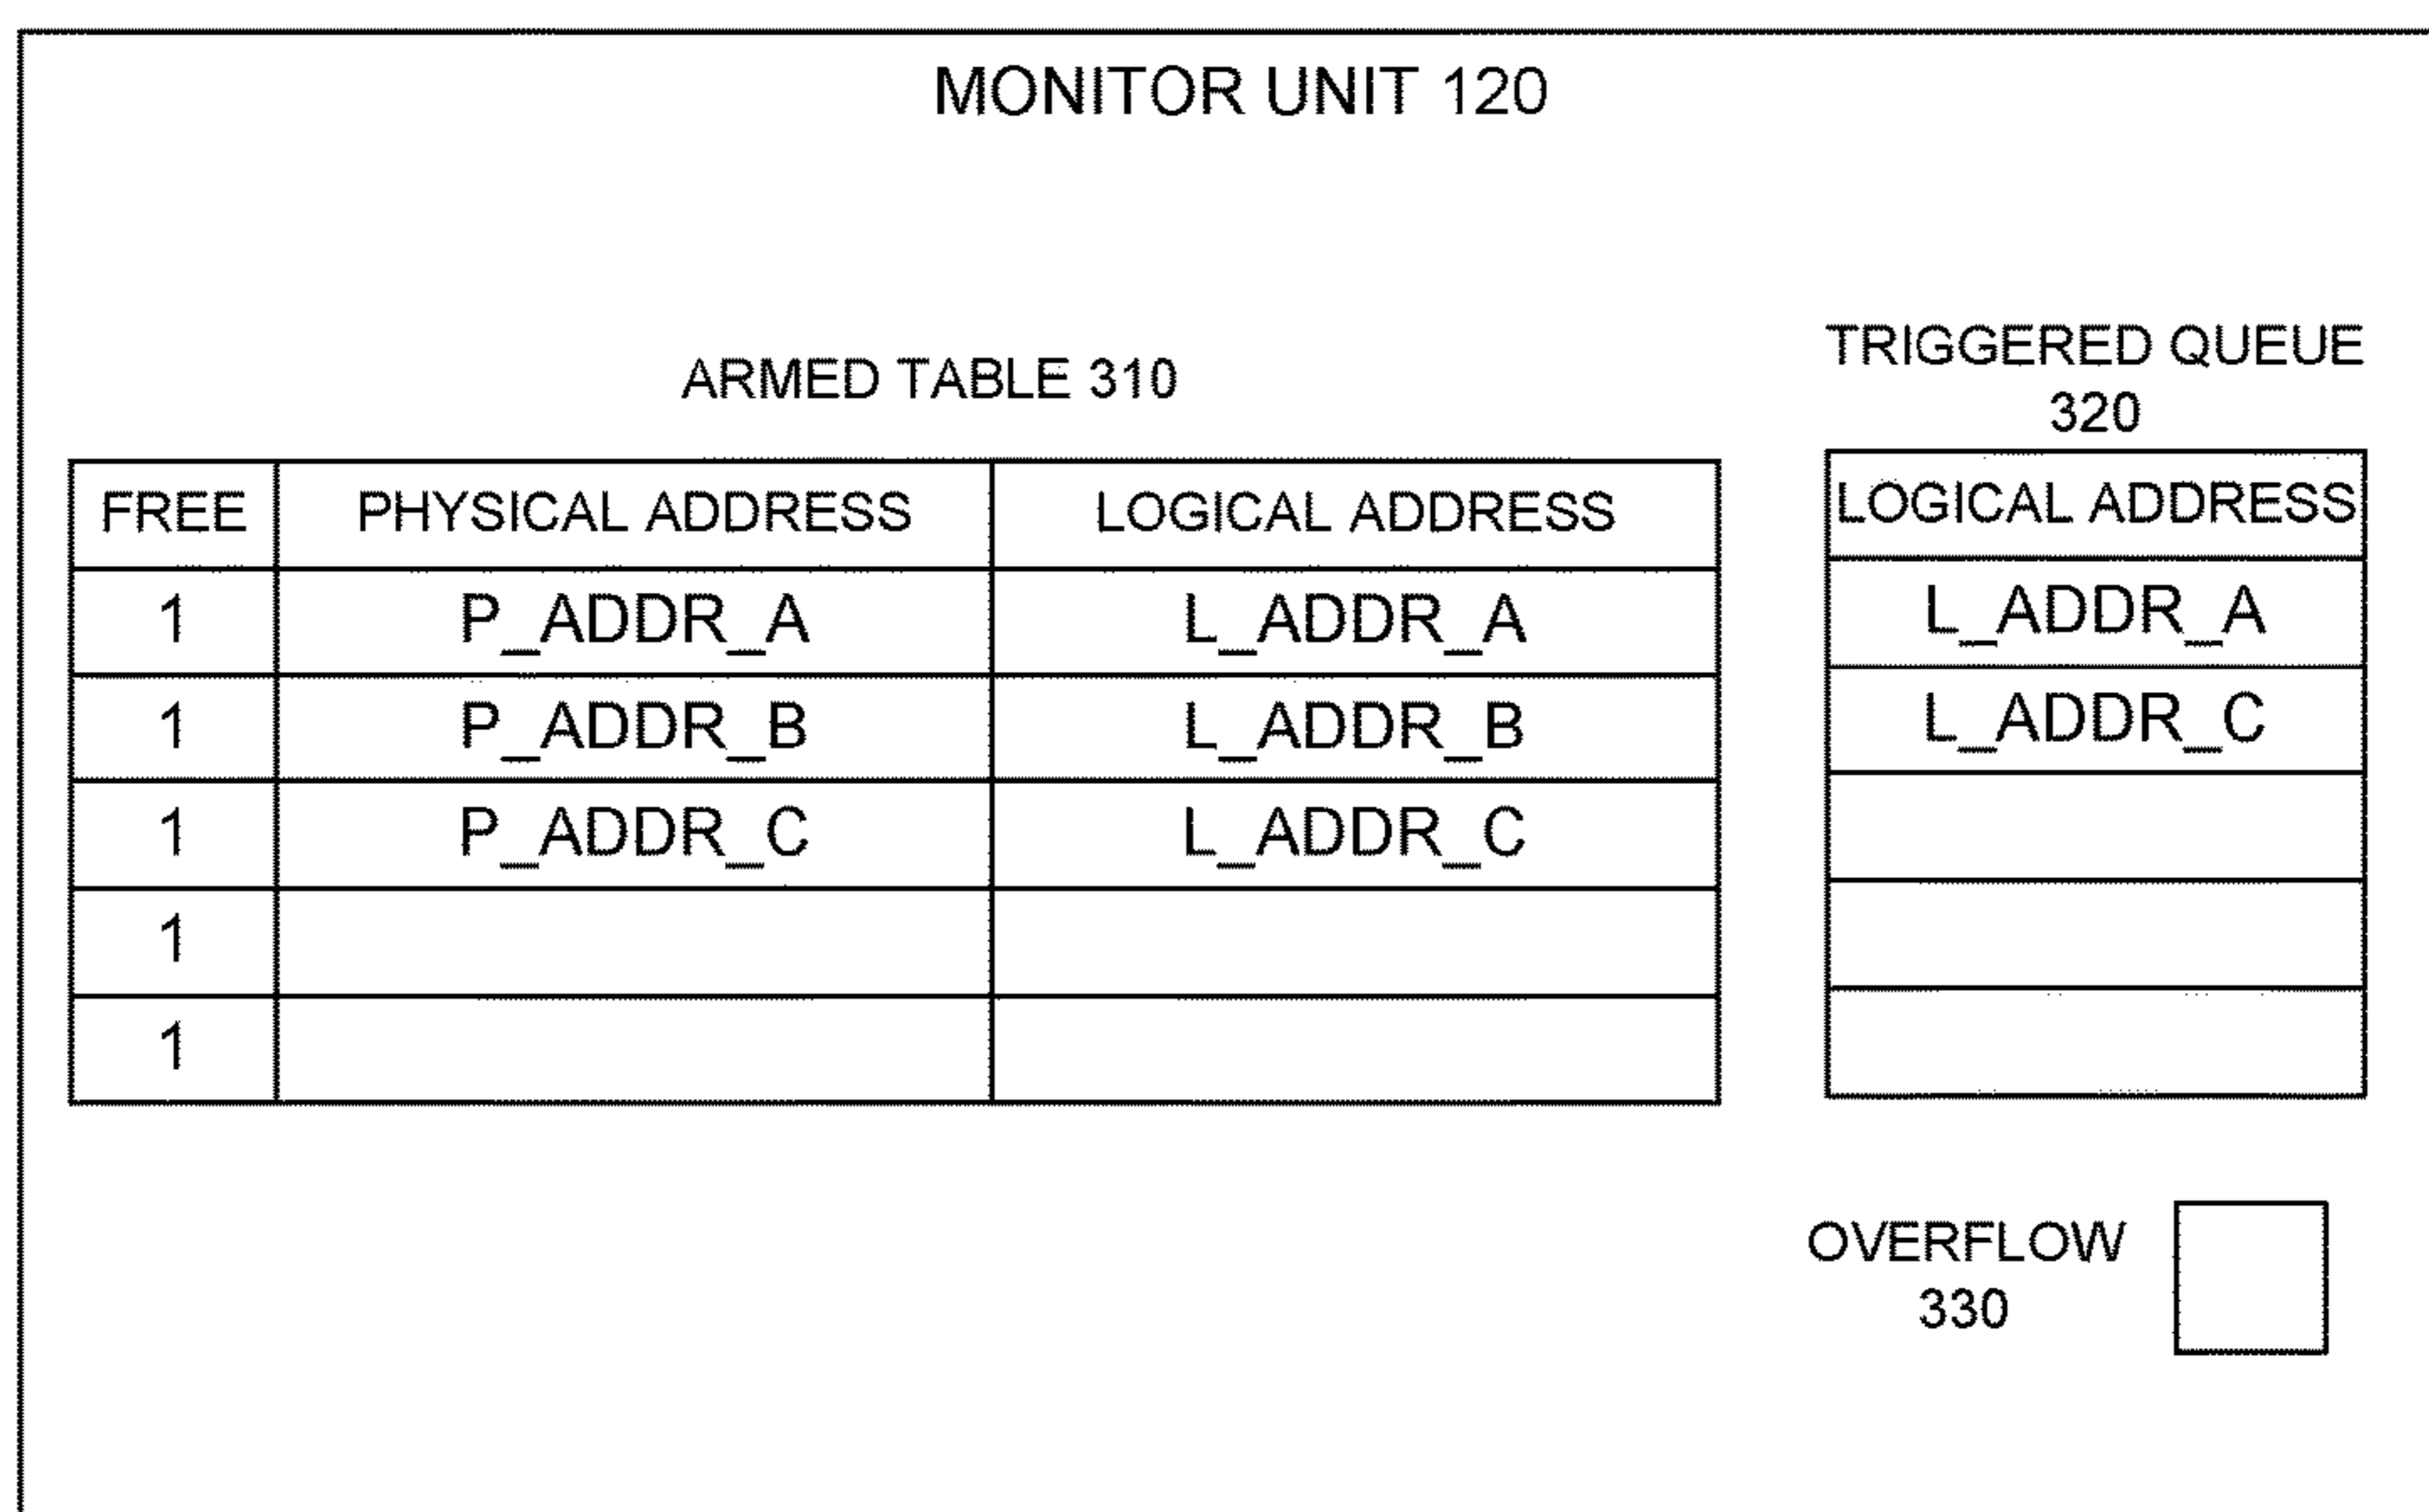 MONITOR UNIT 120
ARMED TABLE 310
TRIGGERED QUEUE
320
FREE PHYSICAL ADDRESS LOGICAL ADDRESS
1 P_ADDR_A L_ADDR_A
1 P_ADDR_B L_ADDR_B
1 P_ADDR_C L_ADDR_C
1
1
LOGICAL ADDRESS
L_ADDR_A
L_ADDR_C
OVERFLOW
330